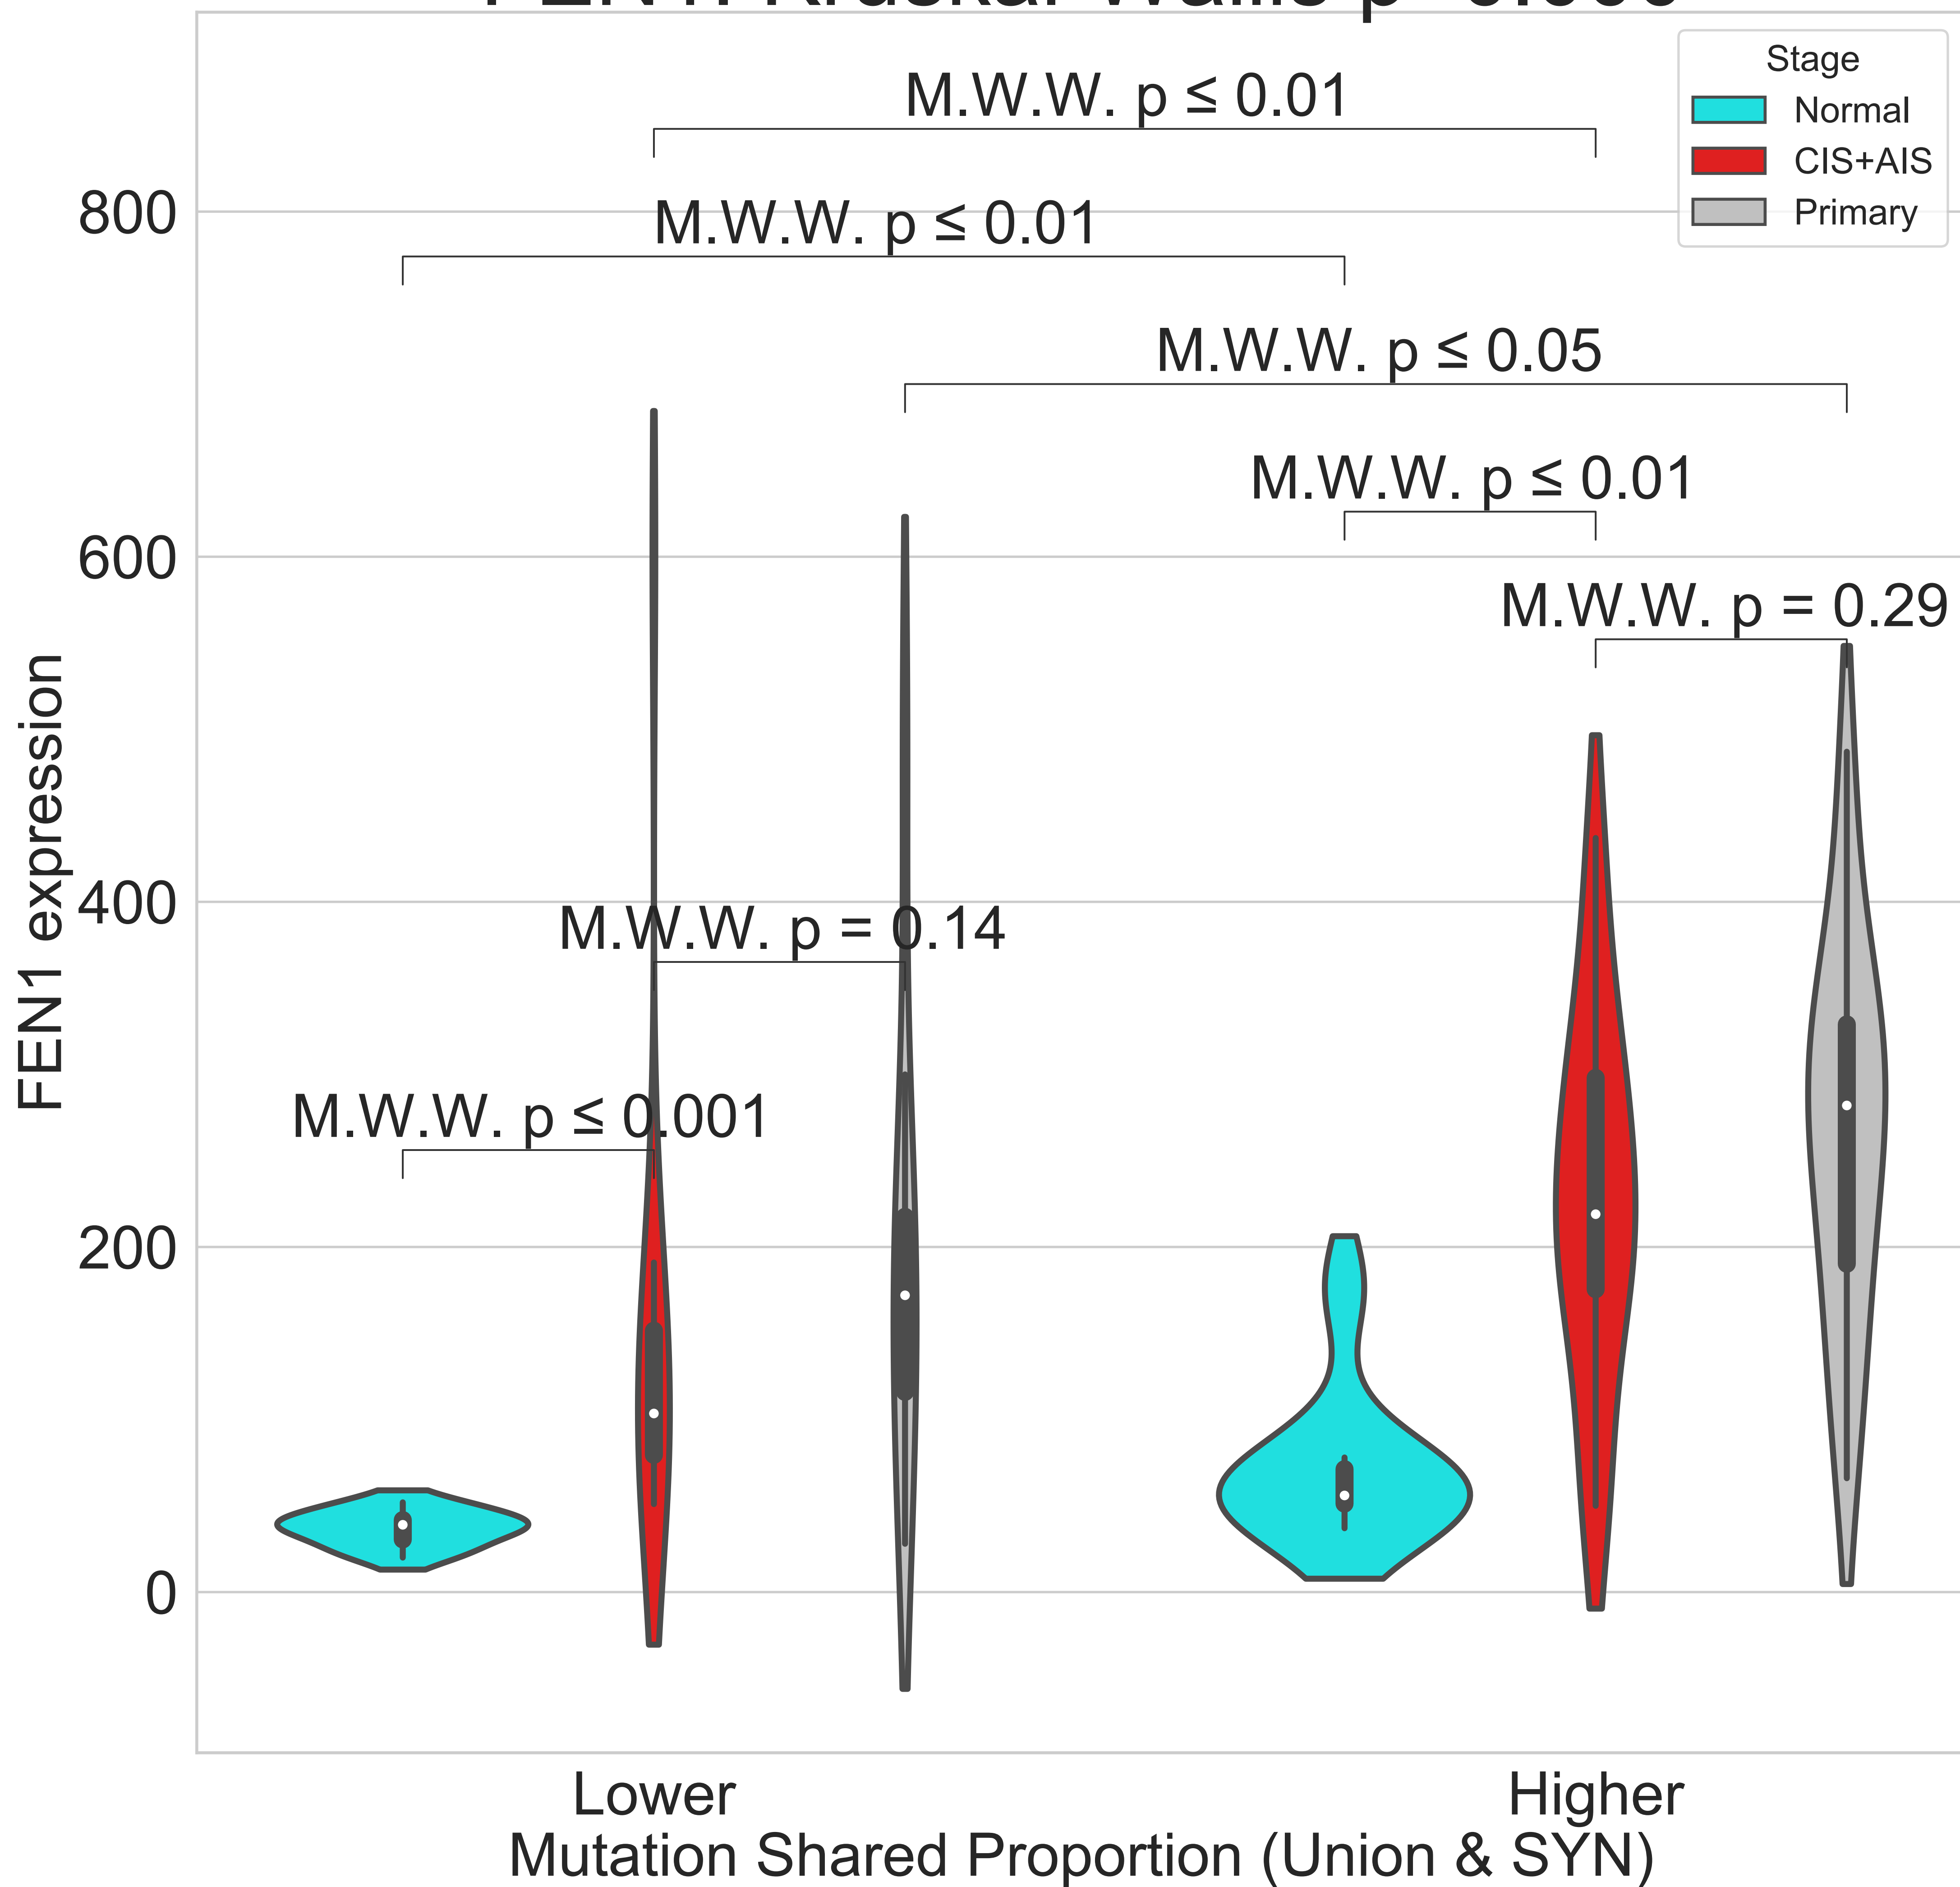 Stage
Normal
CIS+AIS
Primary
M.W.W. p ≤ 0.01
M.W.W. p ≤ 0.01
M.W.W. p ≤ 0.05
M.W.W. p ≤ 0.01
M.W.W. p = 0.29
M.W.W. p = 0.14
M.W.W. p ≤ 0.001
800
600
400
200
0
FEN1 expression
Lower
Higher
Mutation Shared Proportion (Union & SYN)